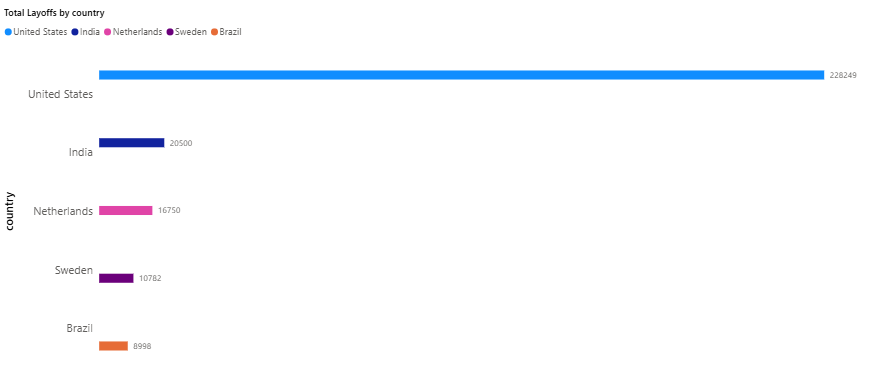 Total Layoffs by country
United States India Netherlands Sweden Brazil
228249
United States
20500
India
16750
Netherlands
country
Sweden
10782
Brazil
8998